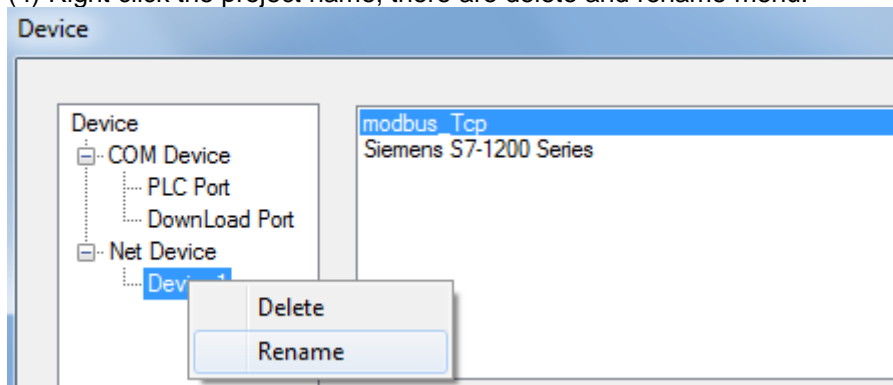 (4) Right click the project name, there are delete and rename menu.
Device
Device
COM Device
PLC Port
DownLoad Port
Net Device
Device1
Delete
Rename
modbus_Tcp
Siemens S7-1200 Series